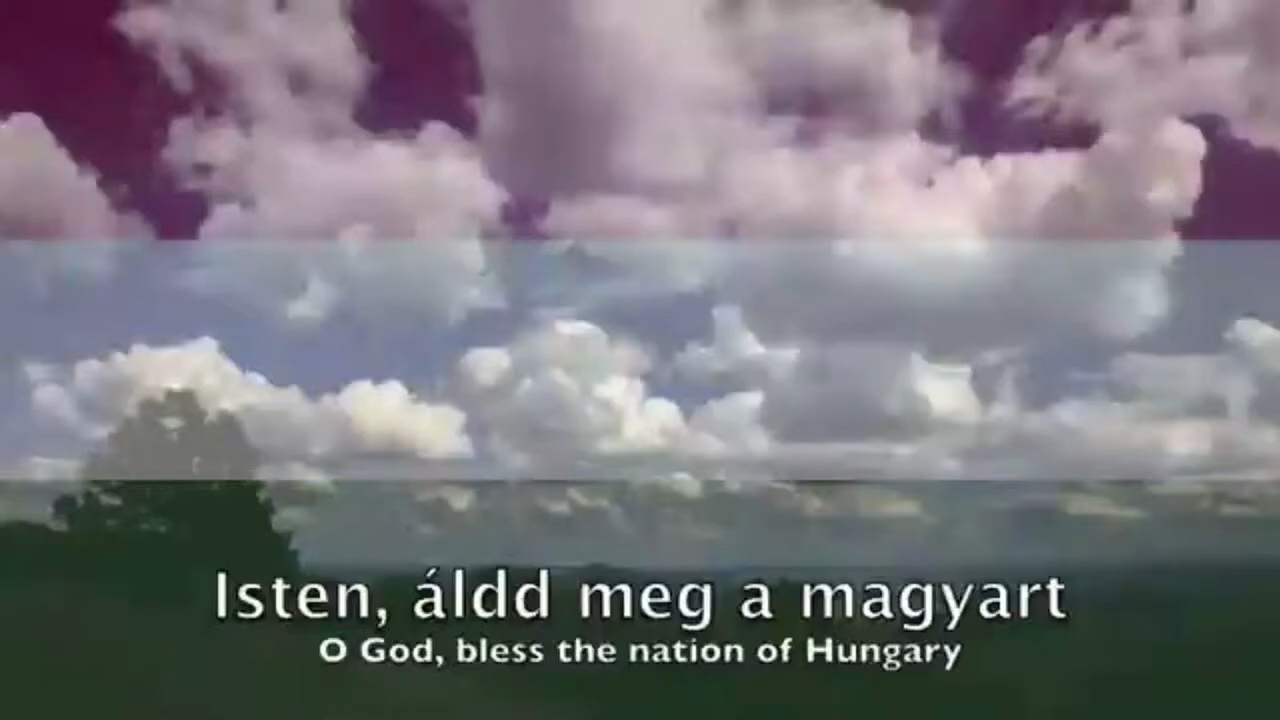 Isten, áldd meg a magyart
O God, bless the nation of Hungary